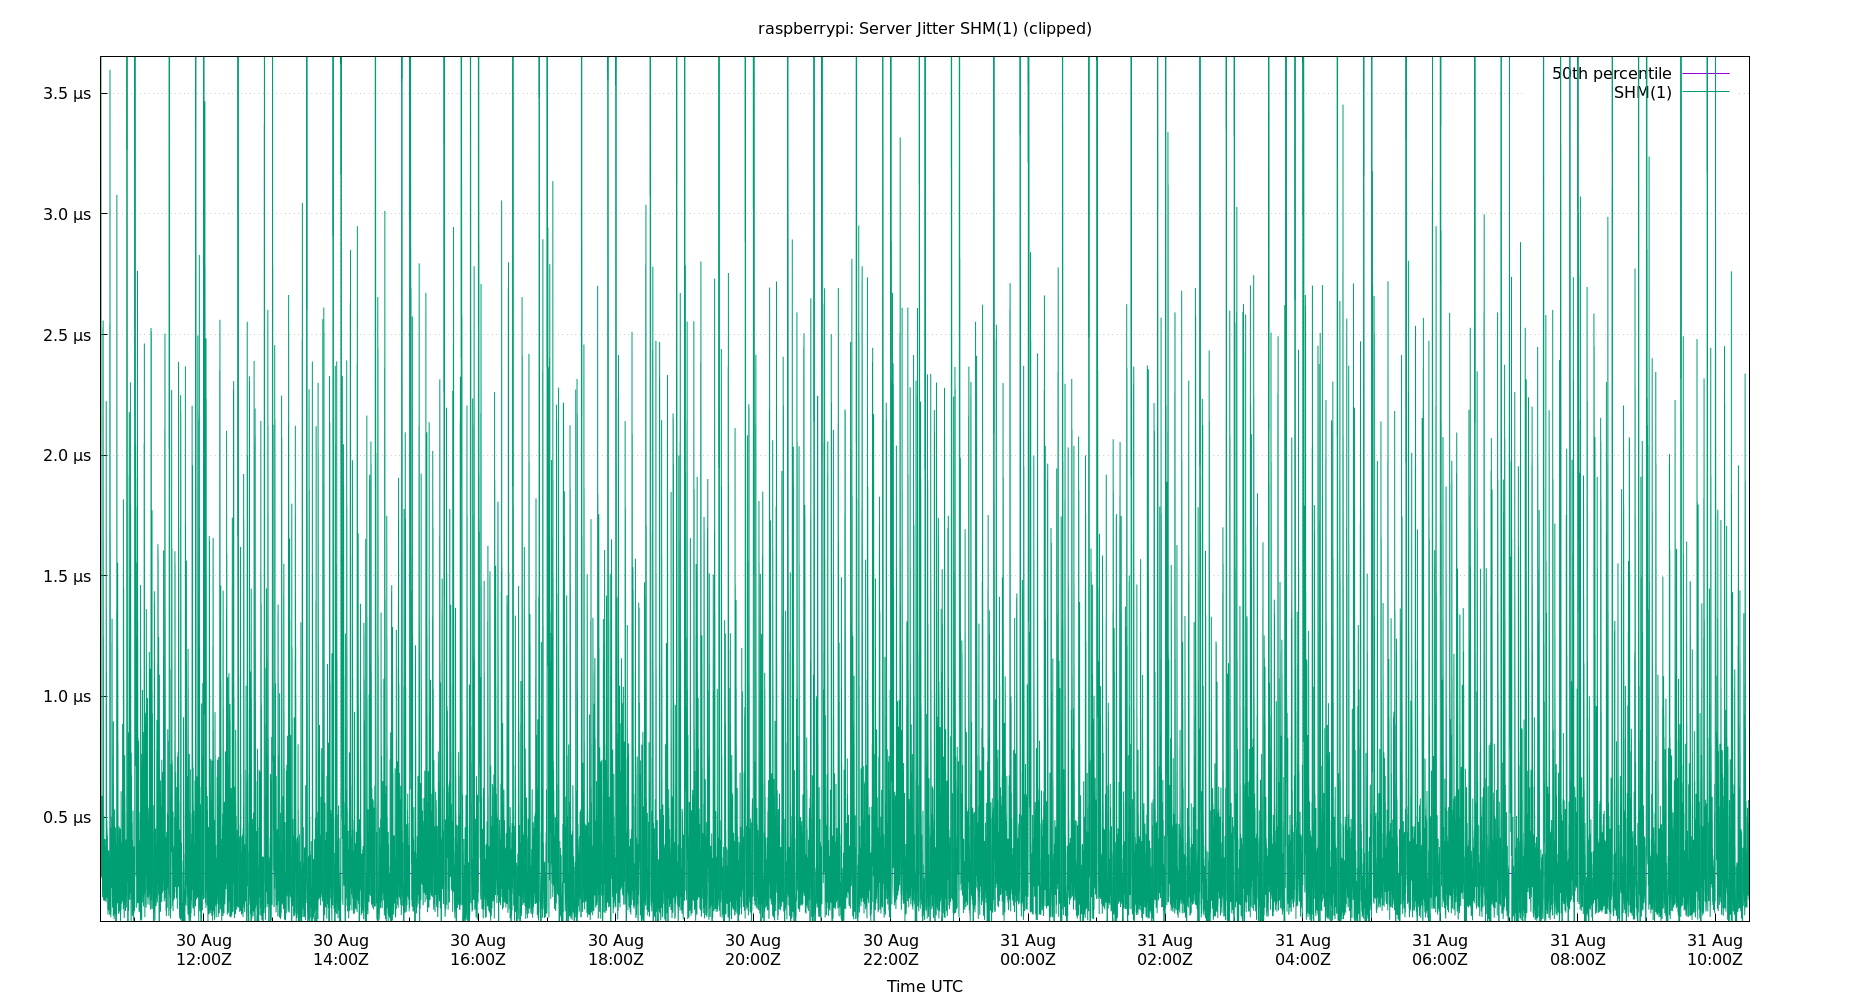 raspberrypi: Server Jitter SHM(1) (clipped)
50th percentile
SHM(1)
3.5 µs
3.0 µs
2.5 µs
2.0 µs
1.5 µs
1.0 µs
0.5 µs
30 Aug 30 Aug 30 Aug 30 Aug 30 Aug 30 Aug 31 Aug 31 Aug 31 Aug 31 Aug 31 Aug 31 Aug
12:00Z 14:00Z 16:00Z 18:00Z 20:00Z 22:00Z 00:00Z 02:00Z 04:00Z 06:00Z 08:00Z 10:00Z
Time UTC